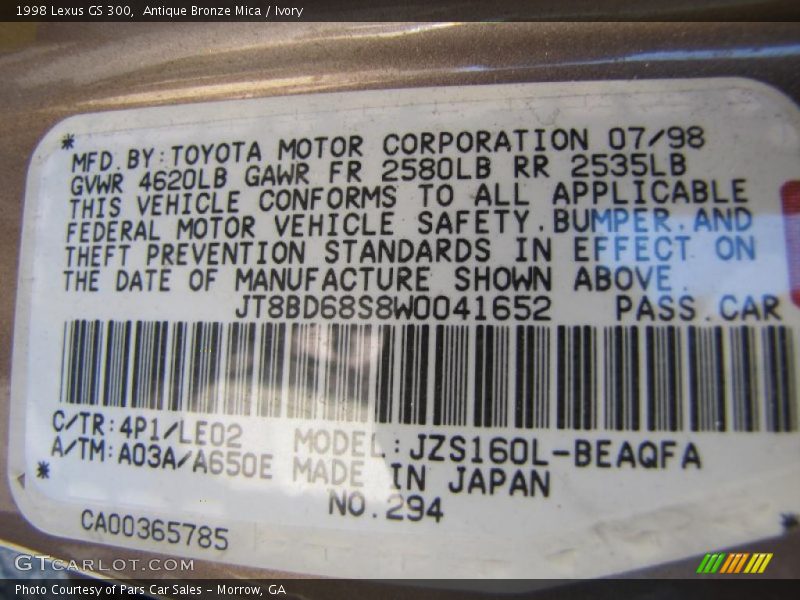 1998 Lexus GS 300,  Antique Bronze Mica / Ivory
* MFD.BY:TOYOTA MOTOR CORPORATION 07/98
GVWR 4620LB GAWR FR 2580LB RR 2535LB
THIS VEHICLE CONFORMS TO ALL APPLICABLE
FEDERAL MOTOR VEHICLE SAFETY.BUMPER.AND
THEFT PREVENTION STANDARDS IN EFFECT ON
THE DATE OF MANUFACTURE SHOWN ABOVE.
JT8BD68S8W0041652 PASS.CAR
C/TR:4P1/LE02 MODEL:JZS160L-BEAQFA
A/TM:A03A/A650E MADE IN JAPAN
* NO.294 *
CA00365785
GTCARLOT.COM
Photo Courtesy of Pars Car Sales - Morrow, GA